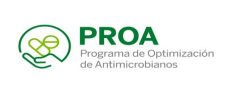 PROA
Programa de Optimización
de Antimicrobianos